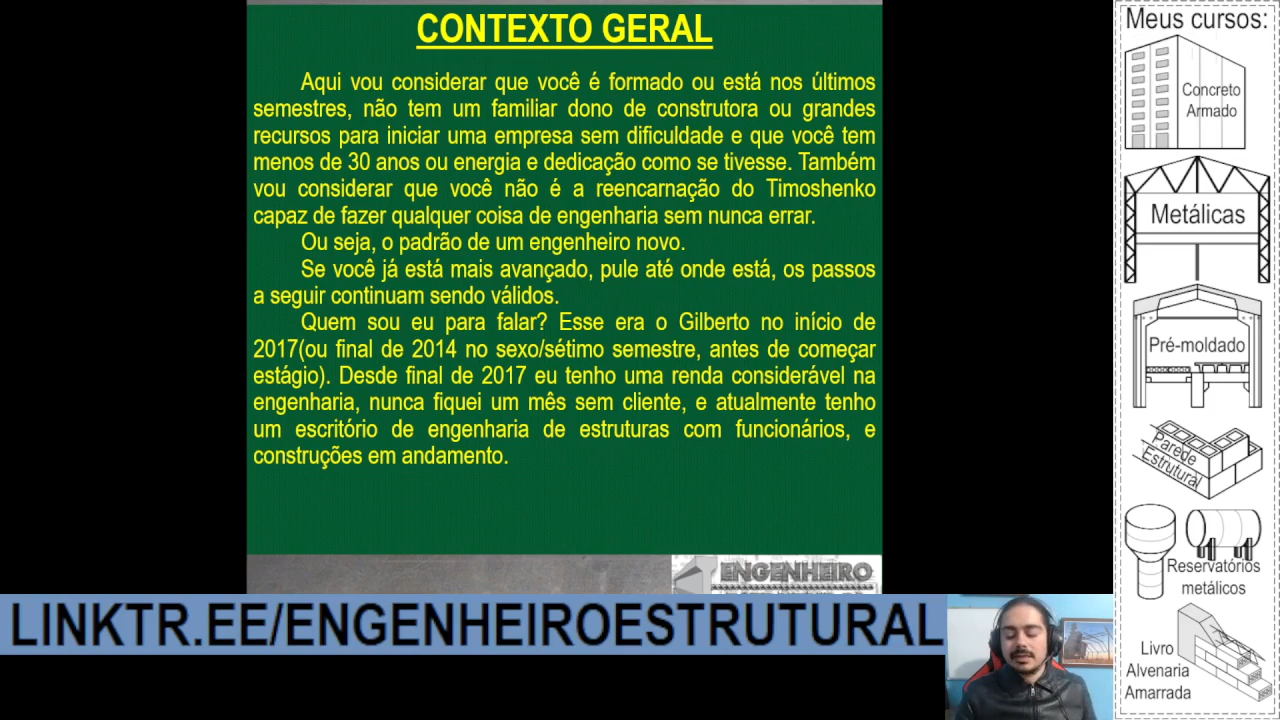 CONTEXTO GERAL
Aqui vou considerar que você é formado ou está nos últimos
semestres, não tem um familiar dono de construtora ou grandes
recursos para iniciar uma empresa sem dificuldade e que você tem
menos de 30 anos ou energia e dedicação como se tivesse. Também
vou considerar que você não é a reencarnação do Timoshenko
capaz de fazer qualquer coisa de engenharia sem nunca errar.
Ou seja, o padrão de um engenheiro novo.
Se você já está mais avançado, pule até onde está, os passos
a seguir continuam sendo válidos.
Quem sou eu para falar? Esse era o Gilberto no início de
2017(ou final de 2014 no sexo/sétimo semestre, antes de começar
estágio). Desde final de 2017 eu tenho uma renda considerável na
engenharia, nunca fiquei um mês sem cliente, e atualmente tenho
um escritório de engenharia de estruturas com funcionários, e
construções em andamento.
ENGENHEIRO
LINKTR.EE/ENGENHEIROESTRUTURAL
Meus cursos:
Concreto
Armado
Metálicas
Pré-moldado
Parede
Estrutural
Reservatórios
metálicos
Livro
Alvenaria
Amarrada